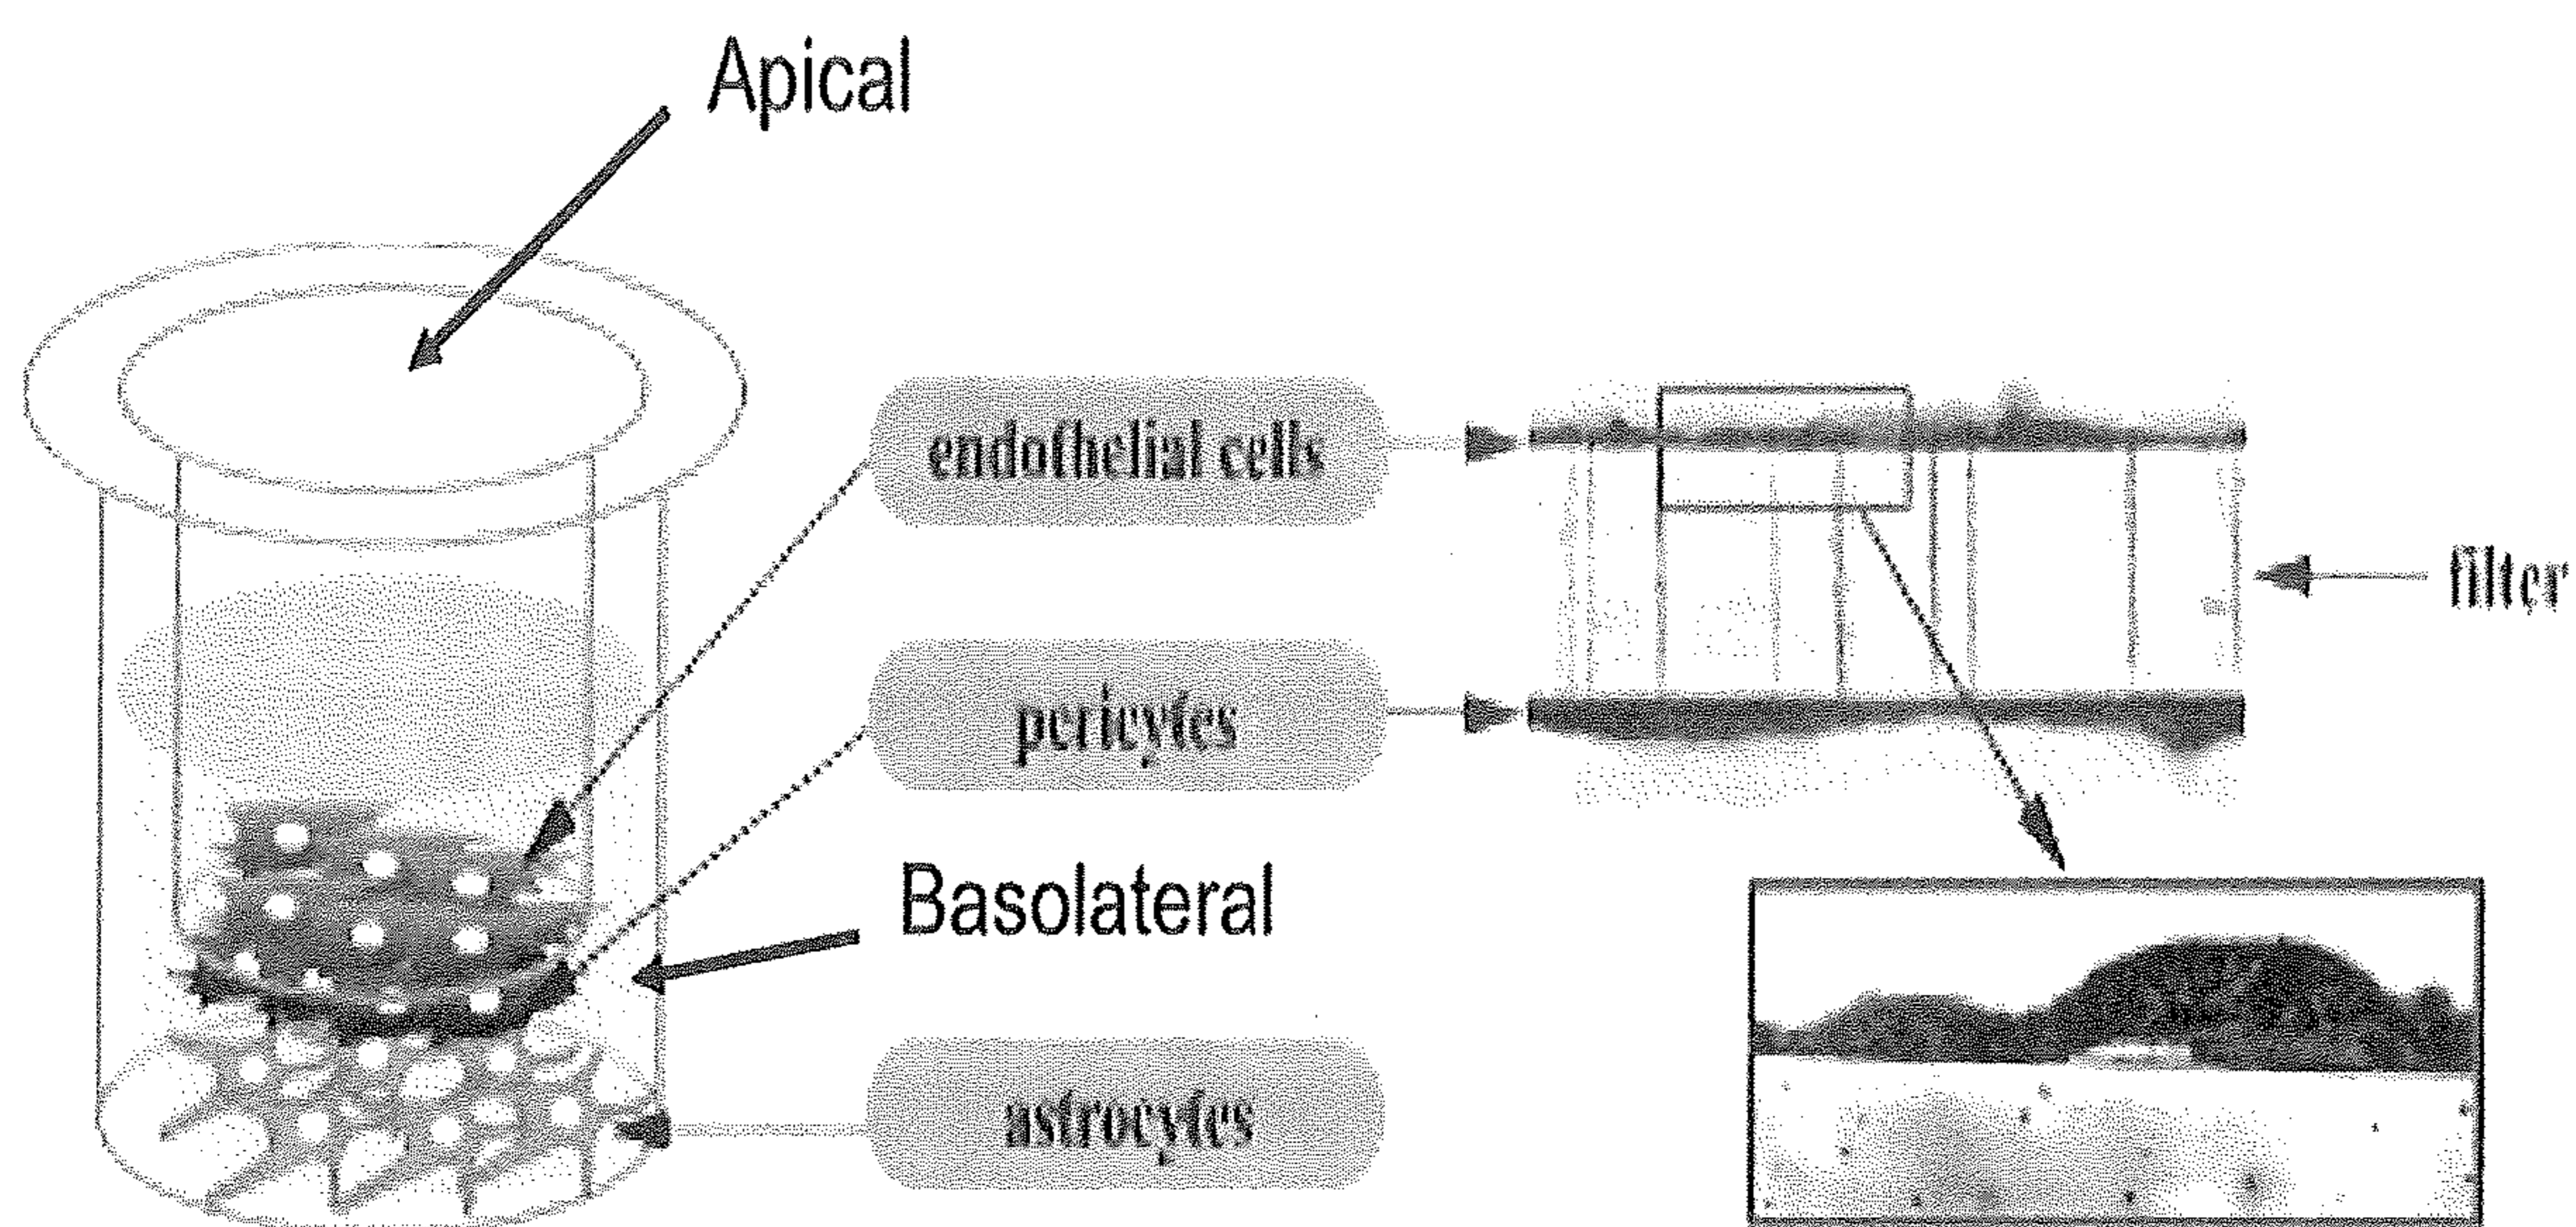 Apical
endothelial cells
filter
pericytes
Basolateral
astrocytes